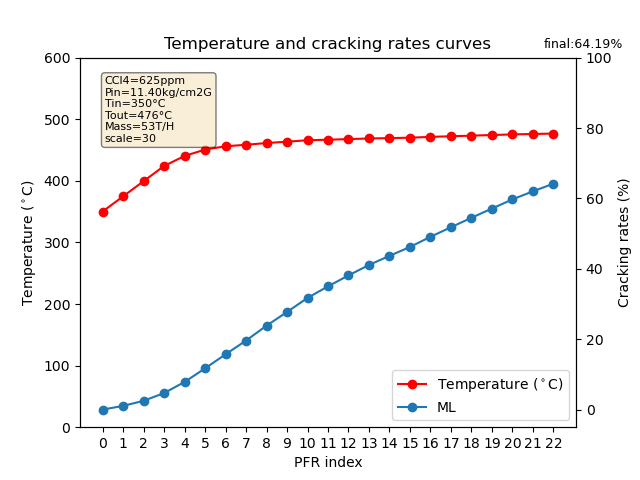 Temperature and cracking rates curves
final:64.19%
CCl4=625ppm
Pin=11.40kg/cm2G
Tin=350°C
Tout=476°C
Mass=53T/H
scale=30
600
500
400
300
200
100
0
Temperature (°C)
100
80
60
40
20
0
Cracking rates (%)
Temperature (°C)
ML
0 1 2 3 4 5 6 7 8 9 10 11 12 13 14 15 16 17 18 19 20 21 22
PFR index